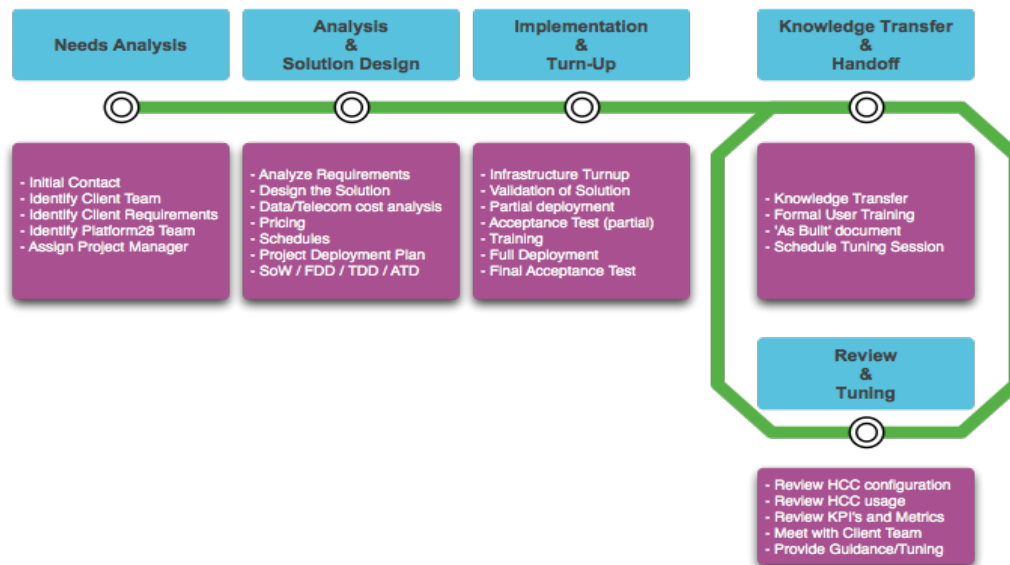 Needs Analysis
Analysis
&
Solution Design
Implementation
&
Turn-Up
Knowledge Transfer
&
Handoff
- Initial Contact
- Identify Client Team
- Identify Client Requirements
- Identify Platform28 Team
- Assign Project Manager
- Analyze Requirements
- Design the Solution
- Data/Telecom cost analysis
- Pricing
- Schedules
- Project Deployment Plan
- SoW / FDD / TDD / ATD
- Infrastructure Turnup
- Validation of Solution
- Partial deployment
- Acceptance Test (partial)
- Training
- Full Deployment
- Final Acceptance Test
- Knowledge Transfer
- Formal User Training
- 'As Built' document
- Schedule Tuning Session
Review
&
Tuning
- Review HCC configuration
- Review HCC usage
- Review KPI's and Metrics
- Meet with Client Team
- Provide Guidance/Tuning